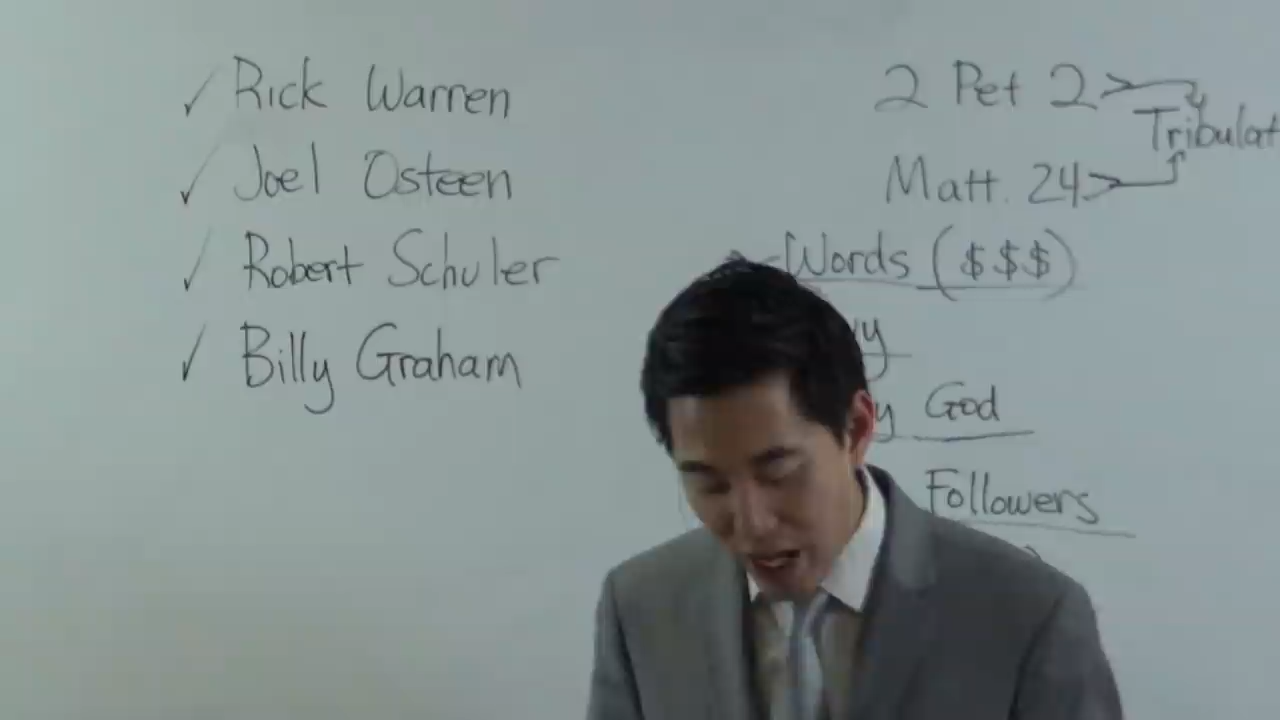 ✓ Rick Warren
✓ Joel Osteen
✓ Robert Schuler
✓ Billy Graham
2 Pet 2
Tribulat
Matt. 24
Words ($$$)
God
Followers